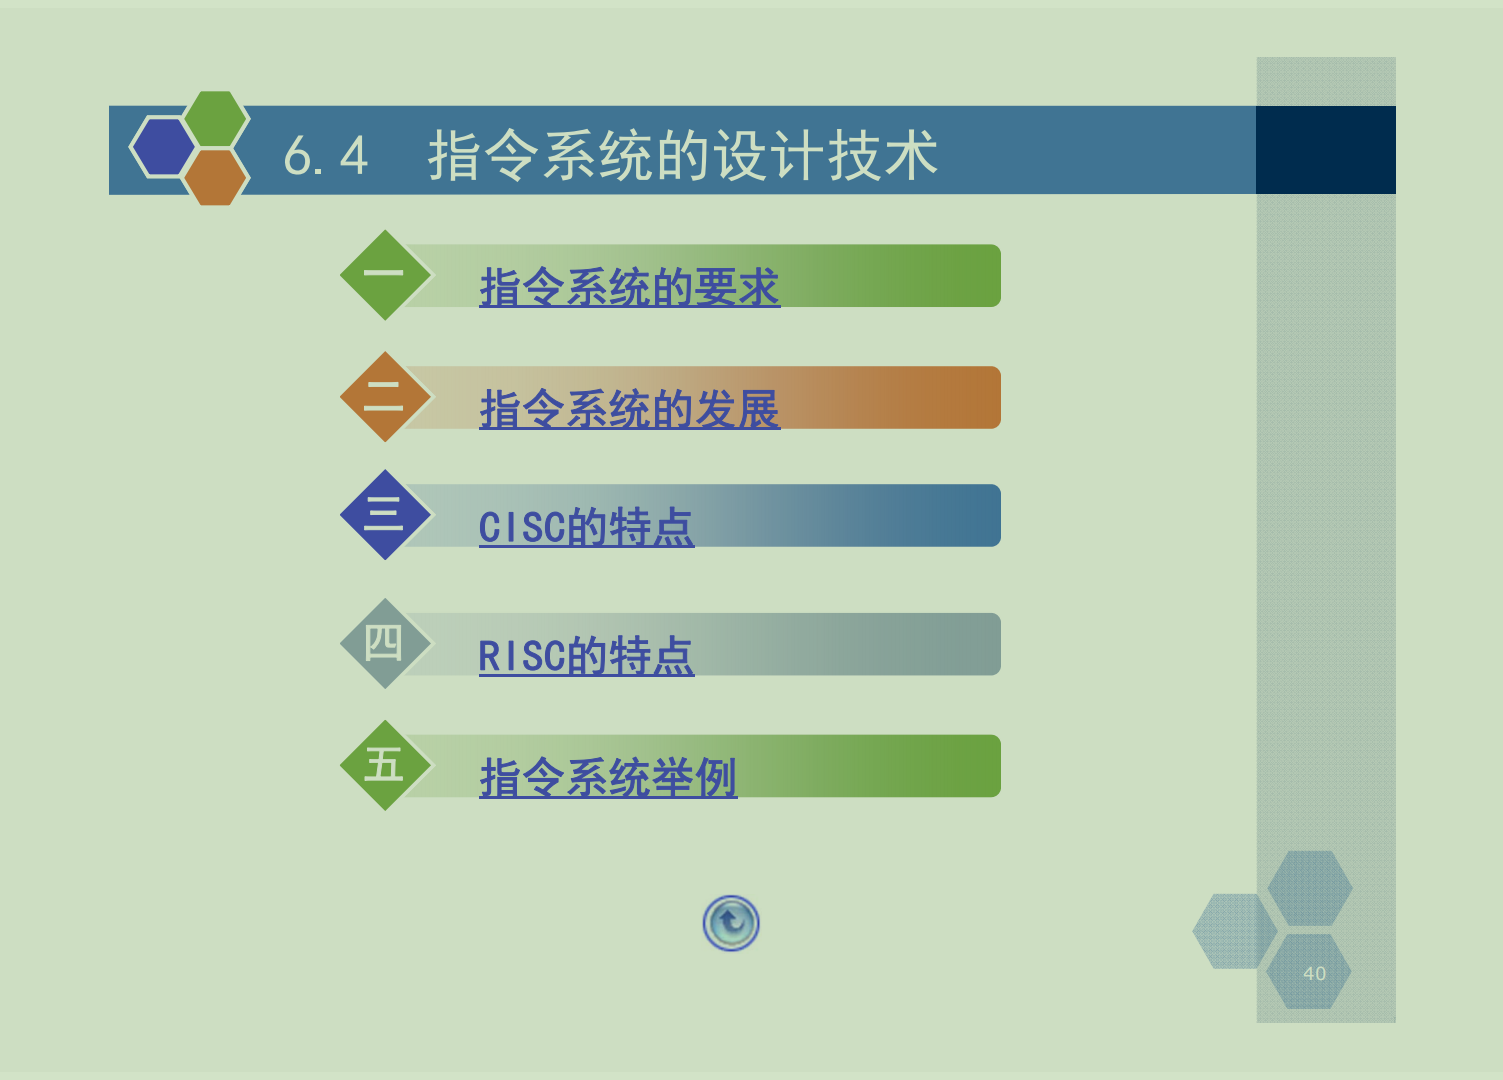 6.4 指令系统的设计技术
一 指令系统的要求
二 指令系统的发展
三 CISC的特点
四 RISC的特点
五 指令系统举例
40